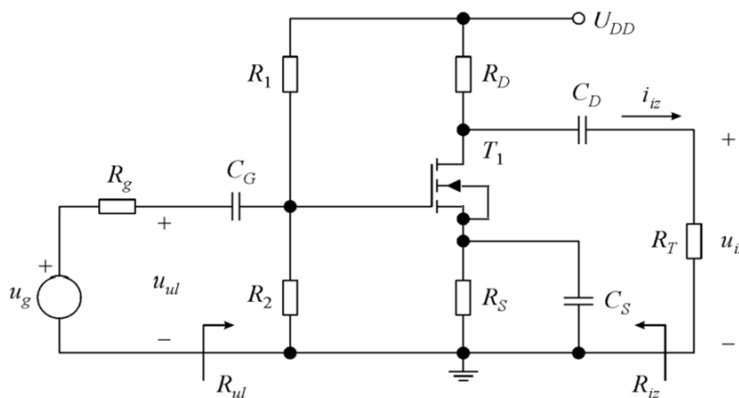 U_DD
R_1
R_D
C_D
i_iz
+
T_1
R_g
C_G
+
+
R_T
u_i
u_g
u_ul
R_2
R_S
C_S
−
−
R_ul
R_iz